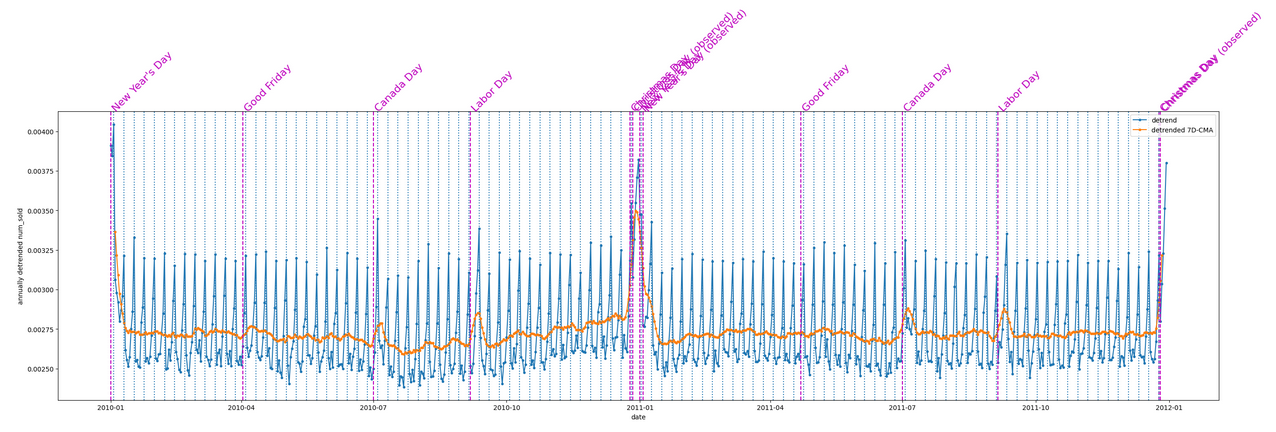 New Year's Day
Good Friday
Canada Day
Labor Day
Christmas Day
New Year's Day (observed)
Good Friday
Canada Day
Labor Day
Christmas Day
Christmas Day (observed)
detrend
detrended 7D-CMA
annually detrended num_sold
0.00400
0.00375
0.00350
0.00325
0.00300
0.00275
0.00250
2010-01
2010-04
2010-07
2010-10
2011-01
2011-04
2011-07
2011-10
2012-01
date